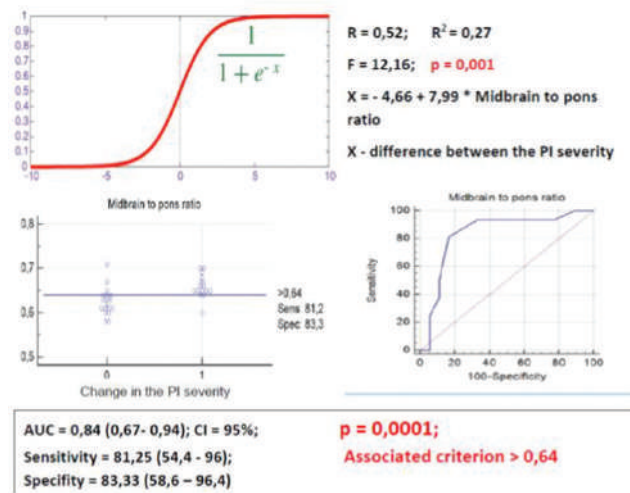 1
0,9
0,8
0,7
0,6
0,5
0,4
0,3
0,2
0,1
0
-10
-5
0
5
10
1
1 + e^-x
R = 0,52; R² = 0,27
F = 12,16; p = 0,001
X = - 4,66 + 7,99 * Midbrain to pons
ratio
X - difference between the PI severity
Midbrain to pons ratio
0,8
0,7
0,6
0,5
0
1
>0,64
Sens: 81,2
Spec: 83,3
Change in the PI severity
Midbrain to pons ratio
Sensitivity
100
80
60
40
20
0
0 20 40 60 80 100
100-Specificity
AUC = 0,84 (0,67- 0,94); CI = 95%;
Sensitivity = 81,25 (54,4 - 96);
Specifity = 83,33 (58,6 – 96,4)
p = 0,0001;
Associated criterion > 0,64